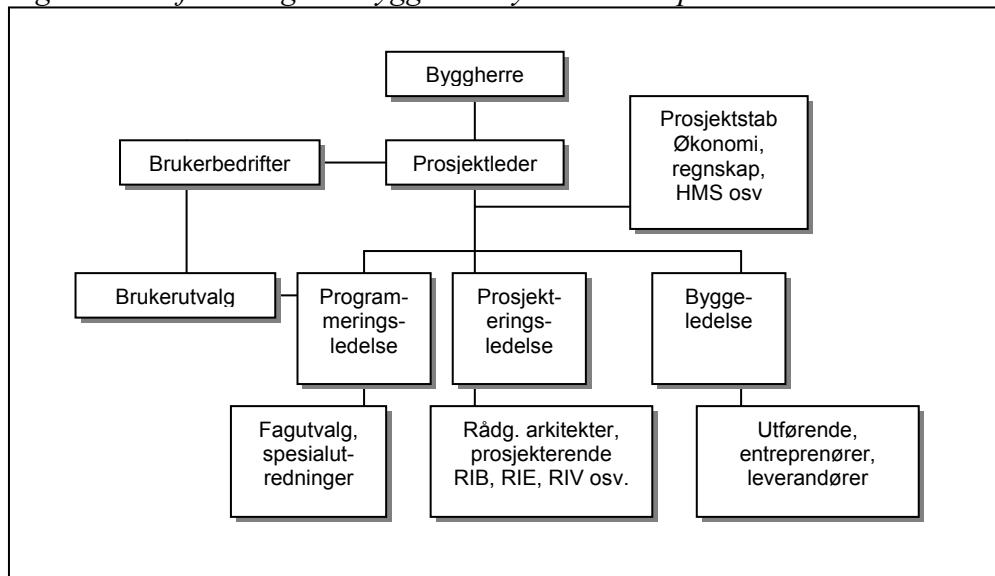 Byggherre
Prosjektstab
Økonomi,
regnskap,
HMS osv
Brukerbedrifter
Prosjektleder
Brukerutvalg
Program-
merings-
ledelse
Prosjekt-
erings-
ledelse
Bygge-
ledelse
Fagutvalg,
spesialut-
redninger
Rådg. arkitekter,
prosjekterende
RIB, RIE, RIV osv.
Utførende,
entreprenører,
leverandører